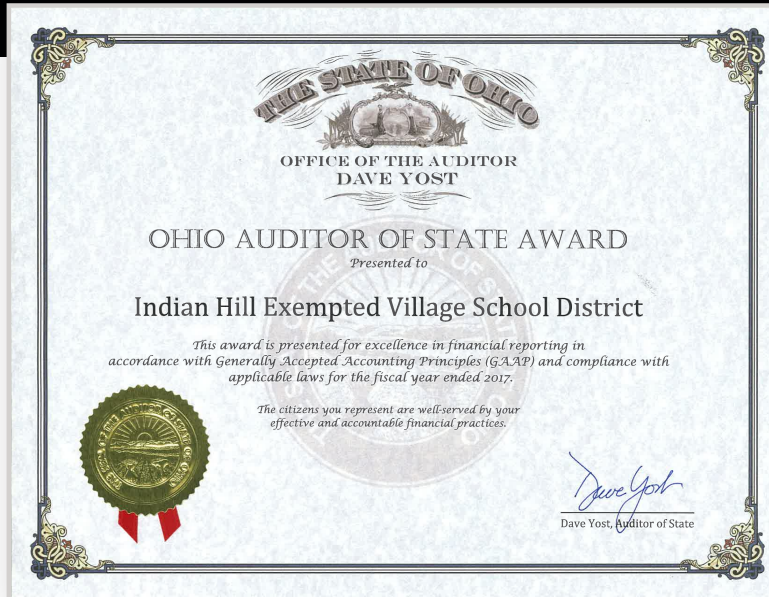 THE STATE OF OHIO
OFFICE OF THE AUDITOR
DAVE YOST
OHIO AUDITOR OF STATE AWARD
Presented to
Indian Hill Exempted Village School District
This award is presented for excellence in financial reporting in
accordance with Generally Accepted Accounting Principles (GAAP) and compliance with
applicable laws for the fiscal year ended 2017.
The citizens you represent are well-served by your
effective and accountable financial practices.
Dave Yost
Dave Yost, Auditor of State